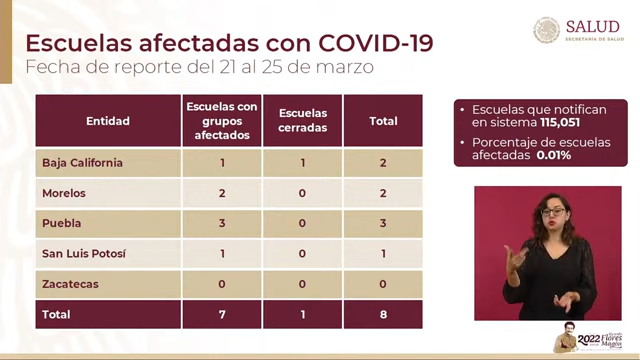 Escuelas afectadas con COVID-19
Fecha de reporte del 21 al 25 de marzo
SALUD
SECRETARÍA DE SALUD
Entidad
Escuelas con
grupos
afectados
Escuelas
cerradas
Total
Baja California 1 1 2
Morelos 2 0 2
Puebla 3 0 3
San Luis Potosí 1 0 1
Zacatecas 0 0 0
Total 7 1 8
• Escuelas que notifican
en sistema 115,051
• Porcentaje de escuelas
afectadas 0.01%
2022 Flores
Magón